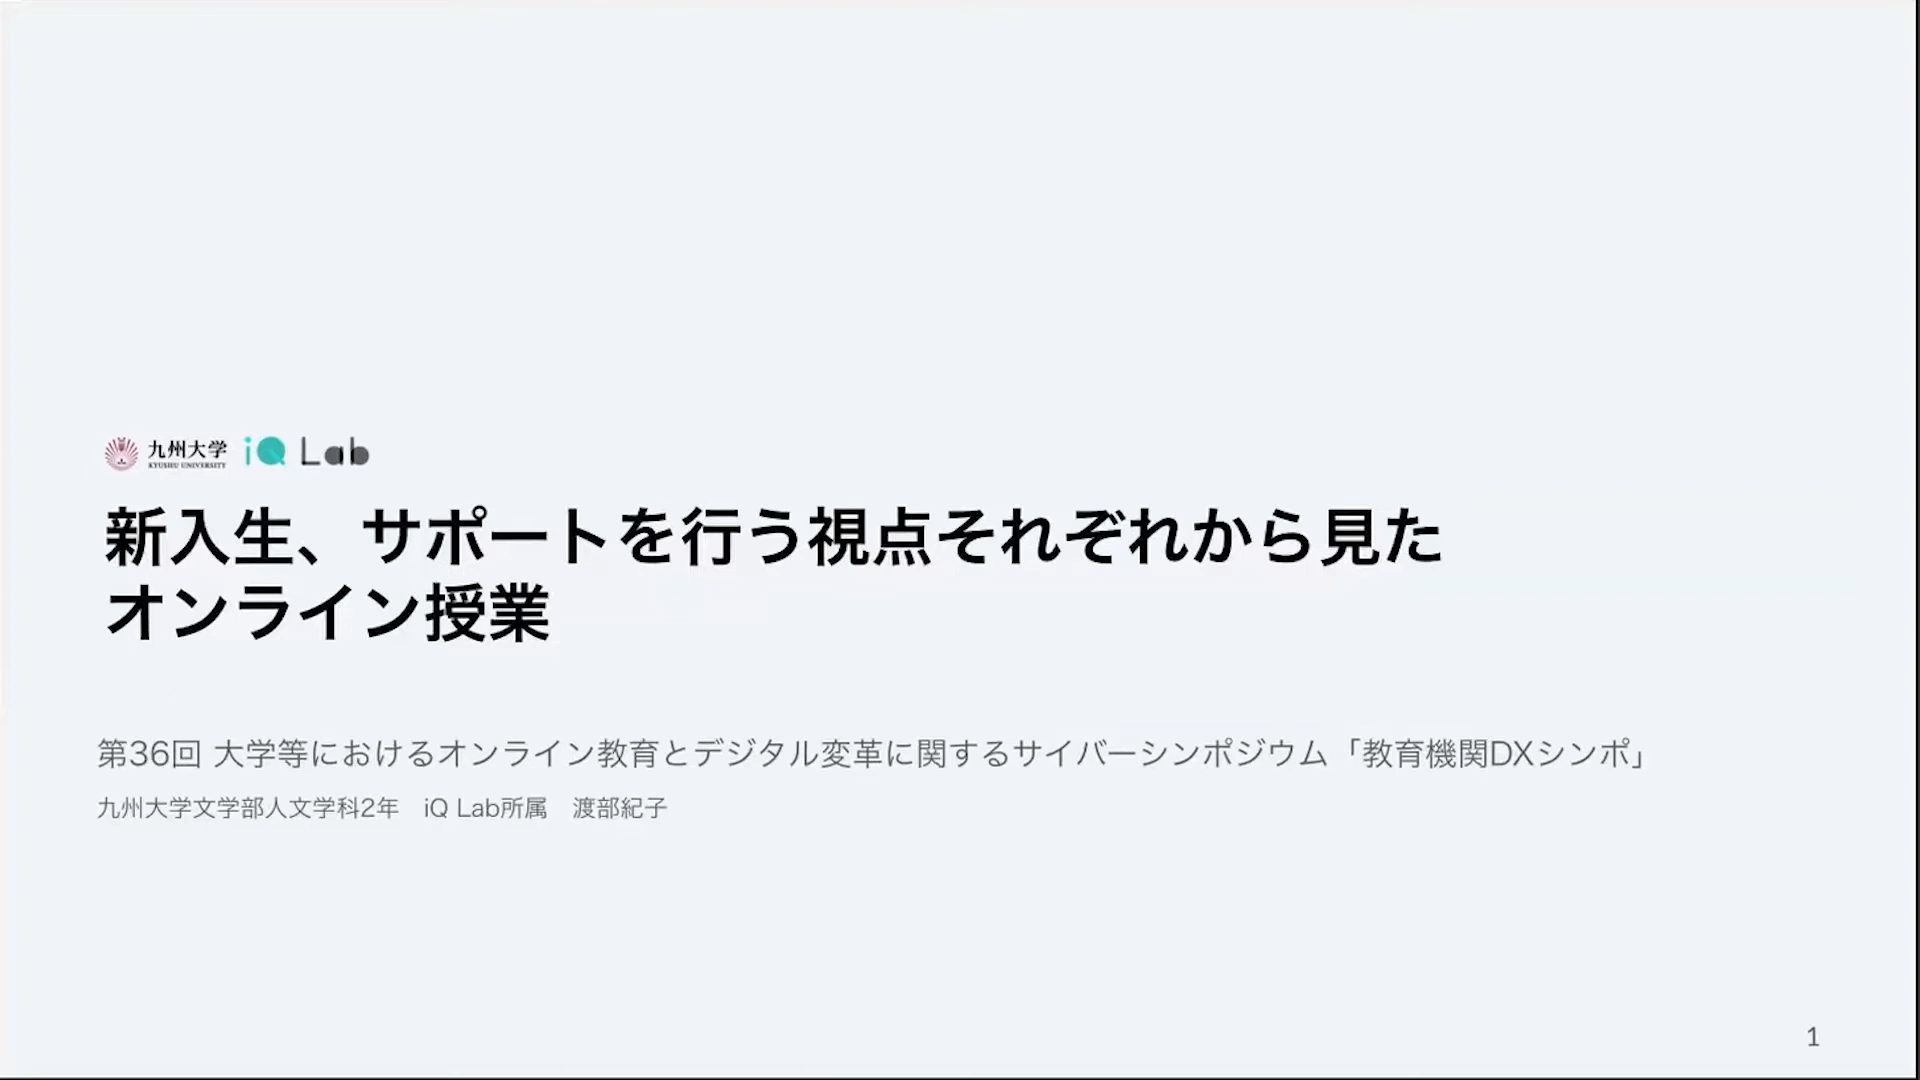 九州大学 iQ Lab
KYUSHU UNIVERSITY
新入生、サポートを行う視点それぞれから見た
オンライン授業
第36回 大学等におけるオンライン教育とデジタル変革に関するサイバーシンポジウム「教育機関DXシンポ」
九州大学文学部人文学科2年　iQ Lab所属　渡部紀子
1